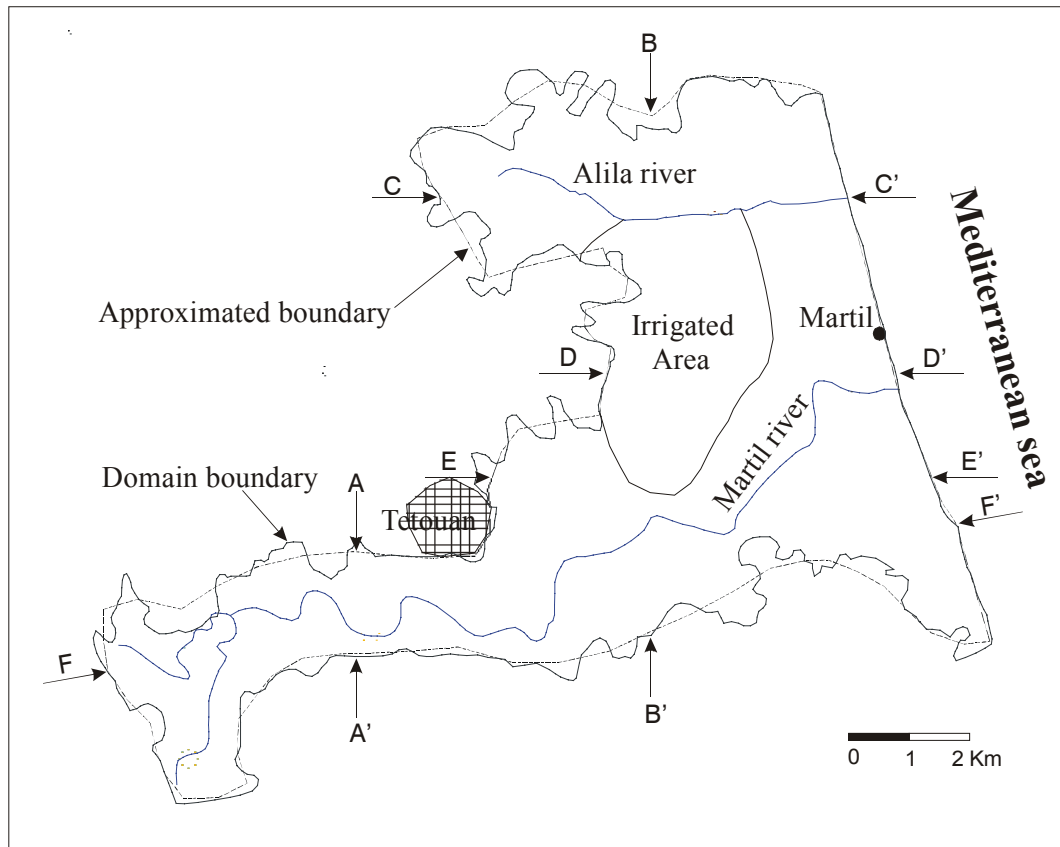 B
Alila river
C
C’
Mediterranean sea
Approximated boundary
Irrigated
Area
Martil
D
D’
Martil river
Domain boundary
A
E
E’
Tetouan
F’
F
A’
B’
0 1 2 Km